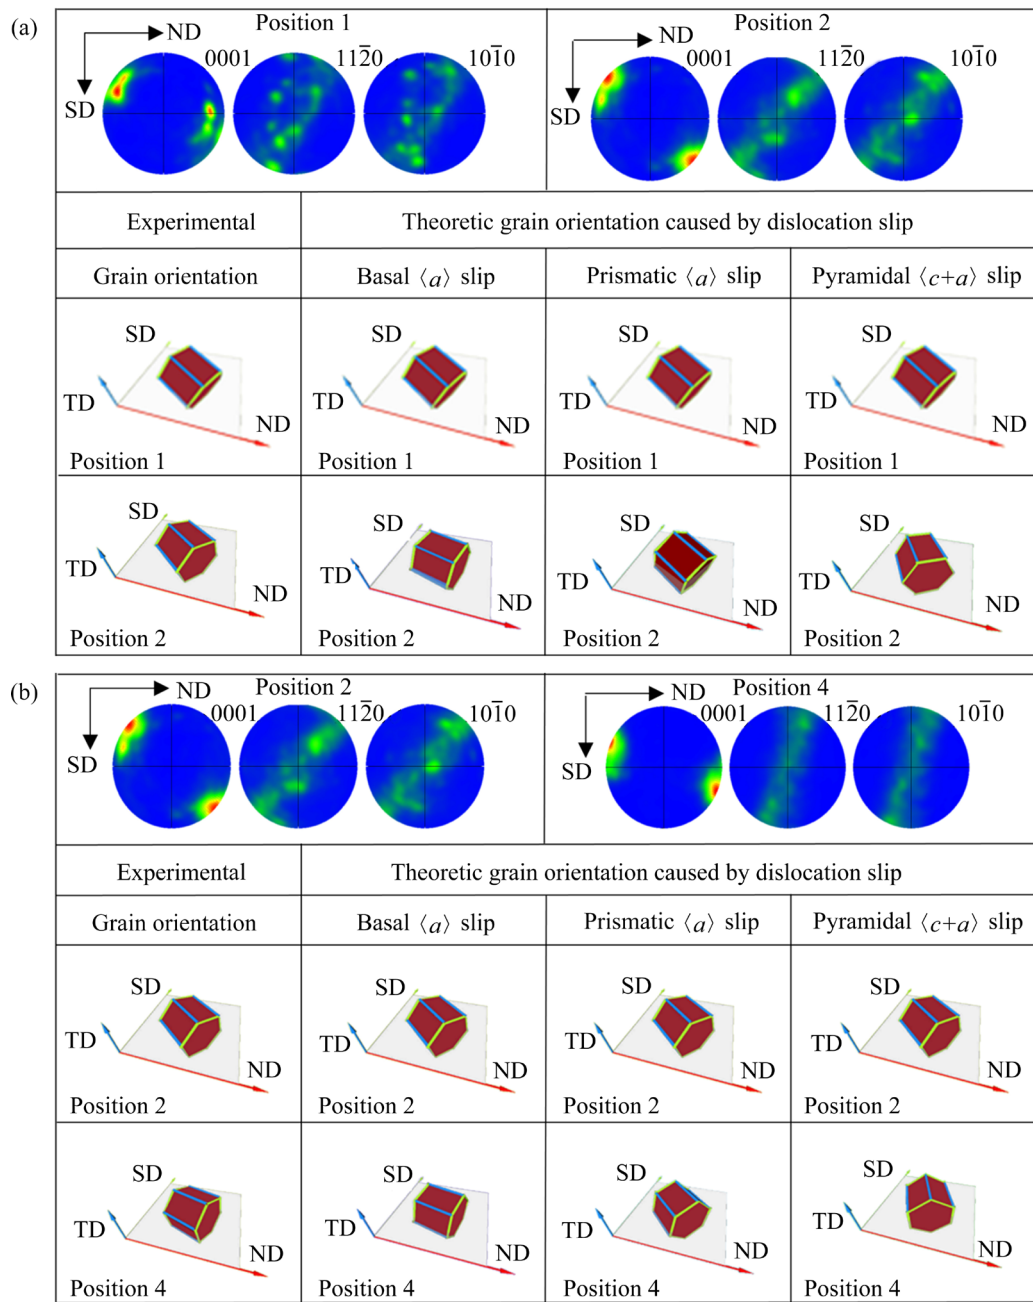 (a)
Position 1
Position 2
ND
0001
112̄0
101̄0
SD
ND
0001
112̄0
101̄0
SD
Experimental
Theoretic grain orientation caused by dislocation slip
Grain orientation
Basal ⟨a⟩ slip
Prismatic ⟨a⟩ slip
Pyramidal ⟨c+a⟩ slip
SD
TD
ND
Position 1
SD
TD
ND
Position 1
SD
TD
ND
Position 1
SD
TD
ND
Position 1
SD
TD
ND
Position 2
SD
TD
ND
Position 2
SD
TD
ND
Position 2
SD
TD
ND
Position 2
(b)
Position 2
Position 4
ND
0001
112̄0
101̄0
SD
ND
0001
112̄0
101̄0
SD
Experimental
Theoretic grain orientation caused by dislocation slip
Grain orientation
Basal ⟨a⟩ slip
Prismatic ⟨a⟩ slip
Pyramidal ⟨c+a⟩ slip
SD
TD
ND
Position 2
SD
TD
ND
Position 2
SD
TD
ND
Position 2
SD
TD
ND
Position 2
SD
TD
ND
Position 4
SD
TD
ND
Position 4
SD
TD
ND
Position 4
SD
TD
ND
Position 4